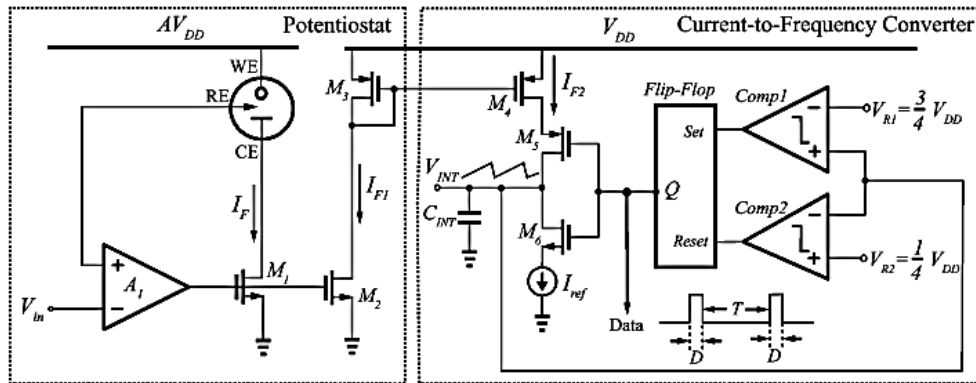 AV_DD Potentiostat
V_DD Current-to-Frequency Converter
WE
RE
CE
M_3
M_4
I_F2
Flip-Flop
Comp1
−
+
V_R1 = 3/4 V_DD
Set
M_5
V_INT
C_INT
I_F
I_F1
Q
Comp2
−
+
Reset
V_R2 = 1/4 V_DD
M_6
I_ref
M_1
M_2
A_1
+
−
V_in
Data
T
D
D